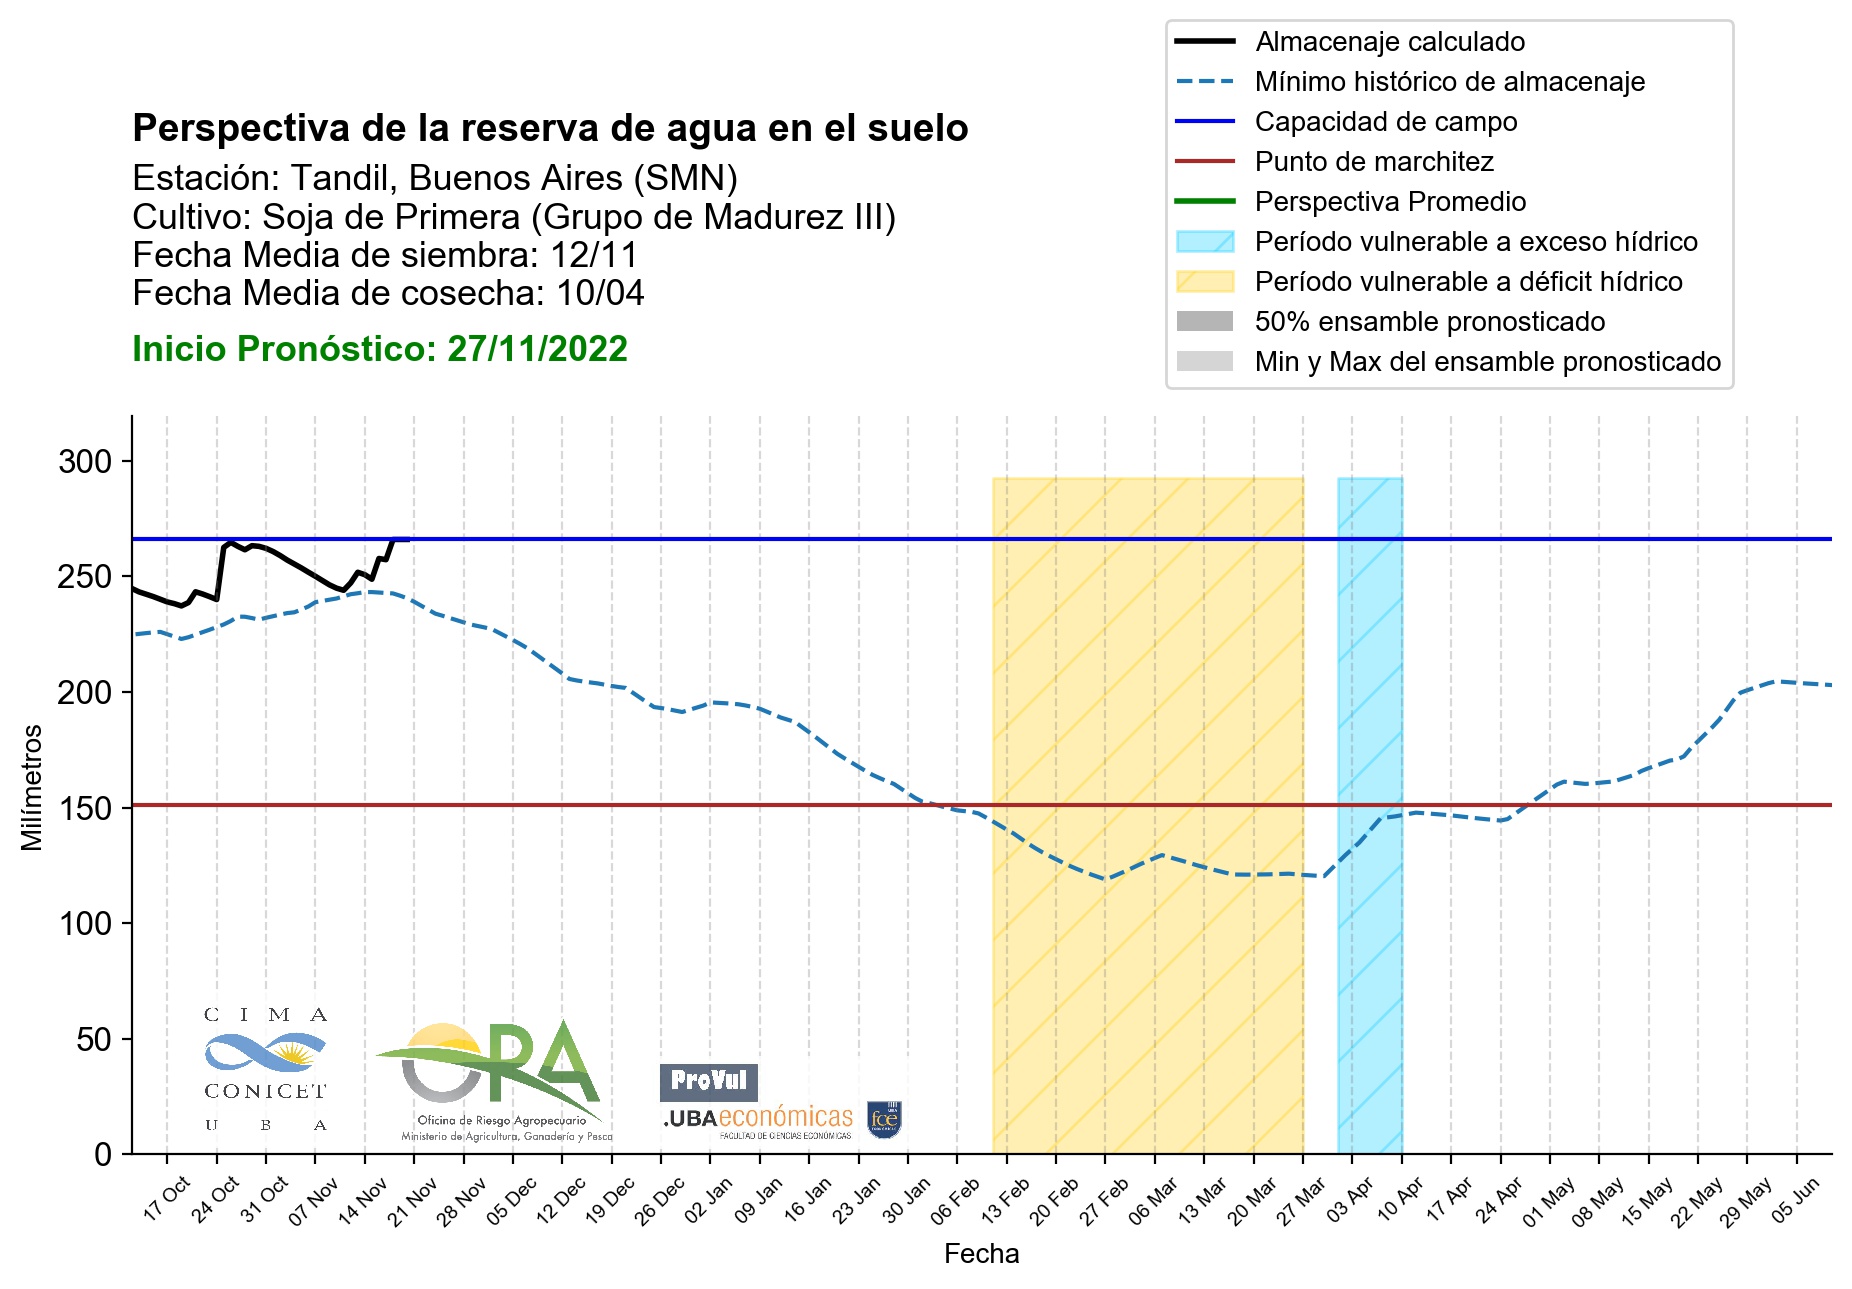 Almacenaje calculado
Mínimo histórico de almacenaje
Capacidad de campo
Punto de marchitez
Perspectiva Promedio
Período vulnerable a exceso hídrico
Período vulnerable a déficit hídrico
50% ensamble pronosticado
Min y Max del ensamble pronosticado
Perspectiva de la reserva de agua en el suelo
Estación: Tandil, Buenos Aires (SMN)
Cultivo: Soja de Primera (Grupo de Madurez III)
Fecha Media de siembra: 12/11
Fecha Media de cosecha: 10/04
Inicio Pronóstico: 27/11/2022
Milímetros
300
250
200
150
100
50
0
C I M A
CONICET
U B A
ORA
Oficina de Riesgo Agropecuario
Ministerio de Agricultura, Ganadería y Pesca
ProVul
.UBAeconómicas
FACULTAD DE CIENCIAS ECONÓMICAS
fce
17 Oct
24 Oct
31 Oct
07 Nov
14 Nov
21 Nov
28 Nov
05 Dec
12 Dec
19 Dec
26 Dec
02 Jan
09 Jan
16 Jan
23 Jan
30 Jan
06 Feb
13 Feb
20 Feb
27 Feb
06 Mar
13 Mar
20 Mar
27 Mar
03 Apr
10 Apr
17 Apr
24 Apr
01 May
08 May
15 May
22 May
29 May
05 Jun
Fecha